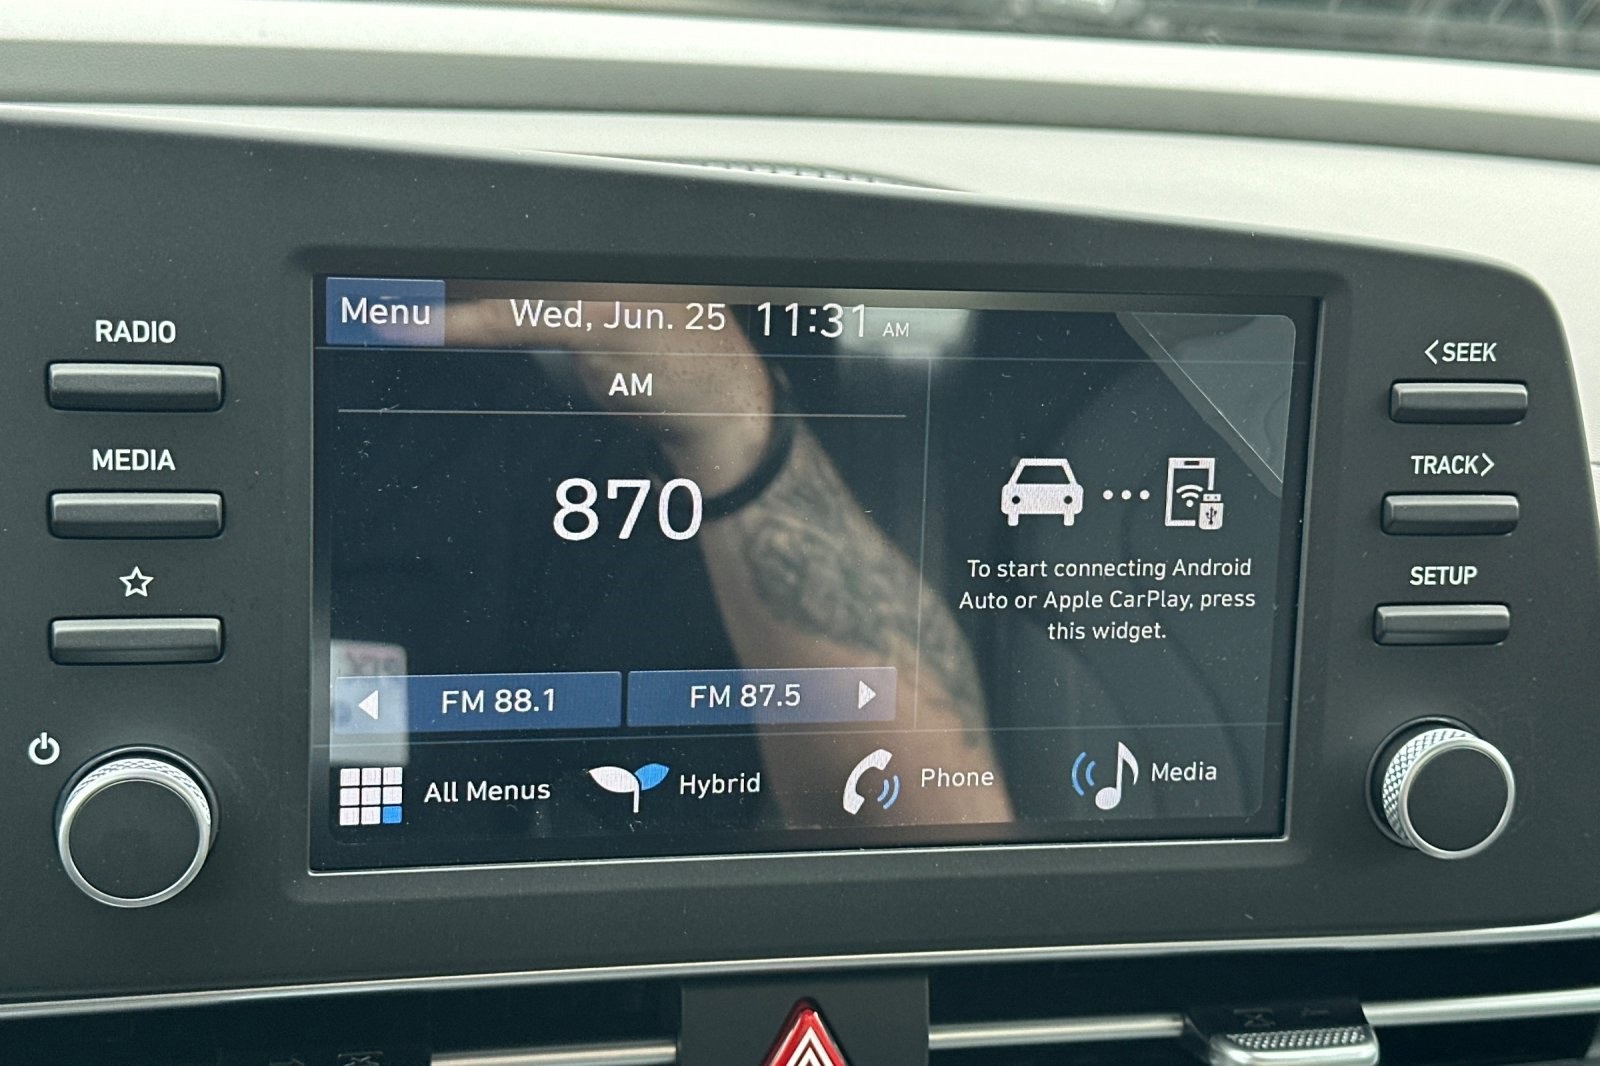 RADIO
MEDIA
Menu
Wed, Jun. 25 11:31 AM
AM
870
FM 88.1
FM 87.5
To start connecting Android
Auto or Apple CarPlay, press
this widget.
All Menus
Hybrid
Phone
Media
<SEEK
TRACK>
SETUP